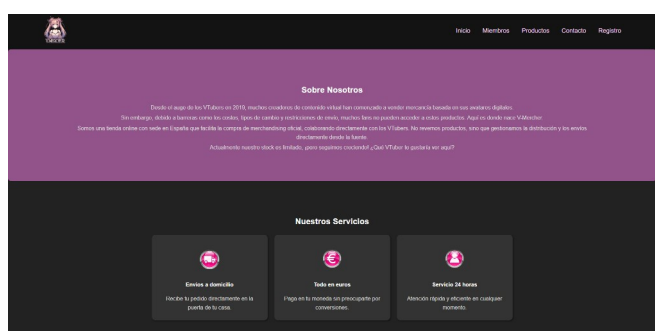 Inicio Miembros Productos Contacto Registro
Sobre Nosotros
Desde el auge de los VTubers en 2019, muchos creadores de contenido virtual han comenzado a vender mercancía basada en sus avatares digitales.
Sin embargo, debido a barreras como los costes, tipos de cambio y restricciones de envío, muchos fans no pueden acceder a estos productos. Aquí es donde nace V-Mercher
Somos una tienda online con sede en España que facilita la compra de merchandising oficial, colaborando directamente con los VTubers. No revemos productos, sino que gestionamos la distribución y los envíos
directamente desde la fuente.
Actualmente nuestro stock es limitado, ¡pero seguimos creciendo! ¿Qué VTuber te gustaría ver aquí?
Nuestros Servicios
Envíos a domicilio
Recibe tu pedido directamente en la
puerta de tu casa.
Todo en euros
Paga en tu moneda sin preocuparte por
conversiones.
Servicio 24 horas
Atención rápida y eficiente en cualquier
momento.